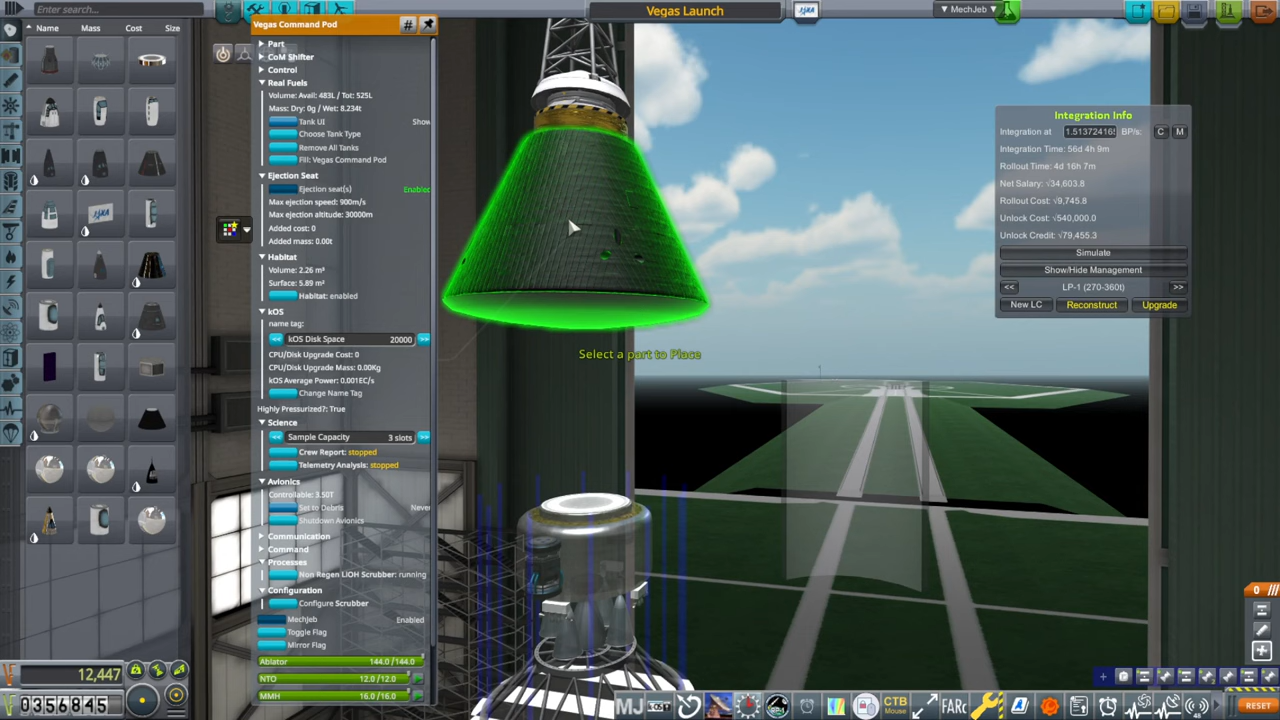 Enter search...
Name Mass Cost Size
Vegas Command Pod
#
Part
CoM Shifter
Control
Real Fuels
Volume: Avail: 483L / Tot: 525L
Mass: Dry: 0g / Wet: 8.234t
Tank UI Show
Choose Tank Type
Remove All Tanks
Fill: Vegas Command Pod
Ejection Seat
Ejection seat(s) Enabled
Max ejection speed: 900m/s
Max ejection altitude: 30000m
Added cost: 0
Added mass: 0.00t
Habitat
Volume: 2.26 m³
Surface: 5.89 m²
Habitat: enabled
kOS
name tag:
<< kOS Disk Space 20000 >>
CPU/Disk Upgrade Cost: 0
CPU/Disk Upgrade Mass: 0.00Kg
kOS Average Power: 0.001EC/s
Change Name Tag
Highly Pressurized?: True
Science
<< Sample Capacity 3 slots >>
Crew Report: stopped
Telemetry Analysis: stopped
Avionics
Controllable: 3.50T
Set to Debris Never
Shutdown Avionics
Communication
Command
Processes
Non Regen LiOH Scrubber: running
Configuration
Configure Scrubber
MechJeb Enabled
Toggle Flag
Mirror Flag
Ablator 144.0/144.0
NTO 12.0/12.0
MMH 16.0/16.0
12,447
0356845
Vegas Launch
▼ MechJeb ▼
Select a part to Place
Integration Info
Integration at 1.51372416 BP/s: C M
Integration Time: 56d 4h 9m
Rollout Time: 4d 16h 7m
Net Salary: √34,603.8
Rollout Cost: √9,745.8
Unlock Cost: √540,000.0
Unlock Credit: √79,455.3
Simulate
Show/Hide Management
<< LP-1 (270-360t) >>
New LC Reconstruct Upgrade
0
MJ
CTB
Mouse
FARc
RESET